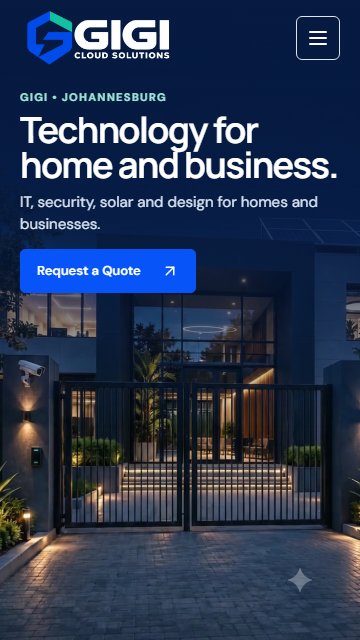 GIGI
CLOUD SOLUTIONS
GIGI • JOHANNESBURG
Technology for
home and business.
IT, security, solar and design for homes and
businesses.
Request a Quote